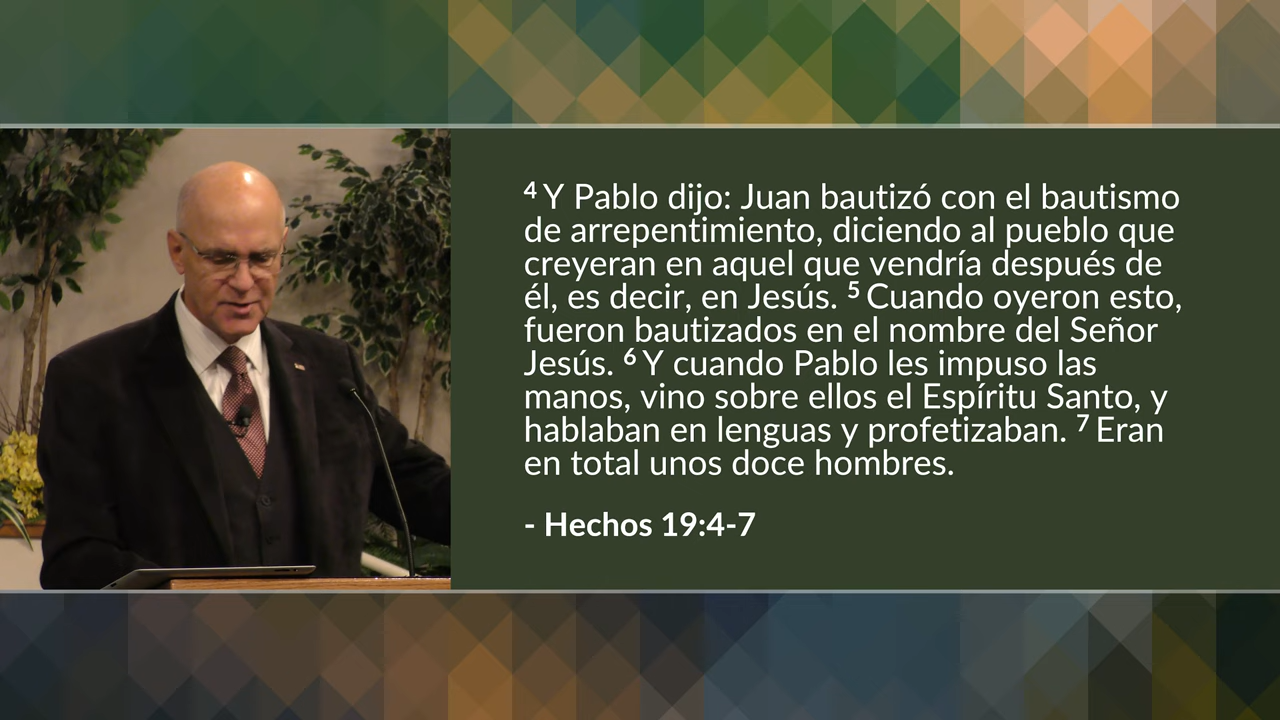 4 Y Pablo dijo: Juan bautizó con el bautismo
de arrepentimiento, diciendo al pueblo que
creyeran en aquel que vendría después de
él, es decir, en Jesús. 5 Cuando oyeron esto,
fueron bautizados en el nombre del Señor
Jesús. 6 Y cuando Pablo les impuso las
manos, vino sobre ellos el Espíritu Santo, y
hablaban en lenguas y profetizaban. 7 Eran
en total unos doce hombres.
- Hechos 19:4-7